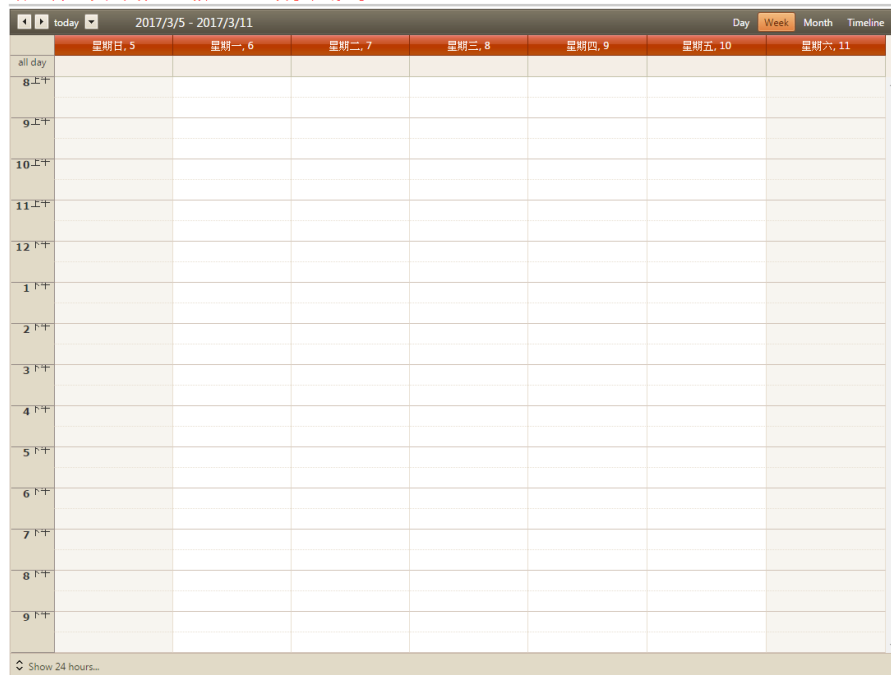 today 2017/3/5 - 2017/3/11 Day Week Month Timeline
星期日, 5 星期一, 6 星期二, 7 星期三, 8 星期四, 9 星期五, 10 星期六, 11
all day
8上午
9上午
10上午
11上午
12下午
1下午
2下午
3下午
4下午
5下午
6下午
7下午
8下午
9下午
Show 24 hours...